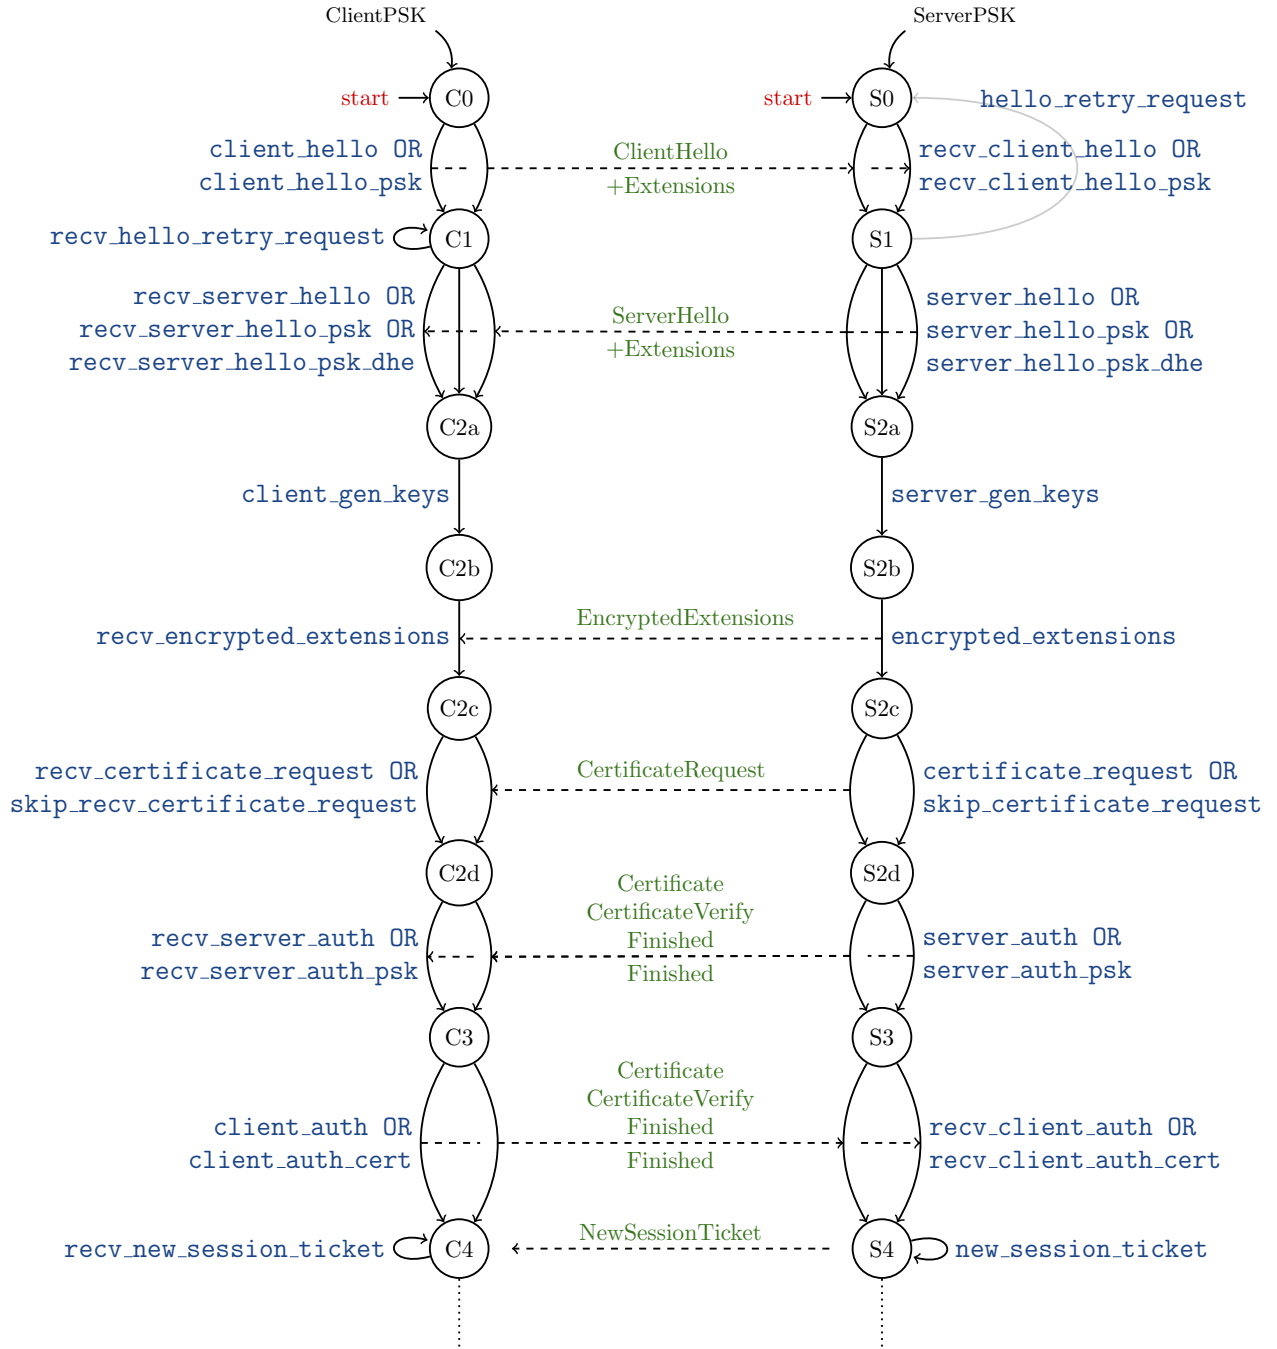 ClientPSK
ServerPSK
start
C0
start
S0
hello_retry_request
client_hello OR
client_hello_psk
ClientHello
+Extensions
recv_client_hello OR
recv_client_hello_psk
recv_hello_retry_request
C1
S1
recv_server_hello OR
recv_server_hello_psk OR
recv_server_hello_psk_dhe
ServerHello
+Extensions
server_hello OR
server_hello_psk OR
server_hello_psk_dhe
C2a
S2a
client_gen_keys
server_gen_keys
C2b
S2b
recv_encrypted_extensions
EncryptedExtensions
encrypted_extensions
C2c
S2c
recv_certificate_request OR
skip_recv_certificate_request
CertificateRequest
certificate_request OR
skip_certificate_request
C2d
S2d
recv_server_auth OR
recv_server_auth_psk
Certificate
CertificateVerify
Finished
Finished
server_auth OR
server_auth_psk
C3
S3
client_auth OR
client_auth_cert
Certificate
CertificateVerify
Finished
Finished
recv_client_auth OR
recv_client_auth_cert
recv_new_session_ticket
C4
NewSessionTicket
S4
new_session_ticket